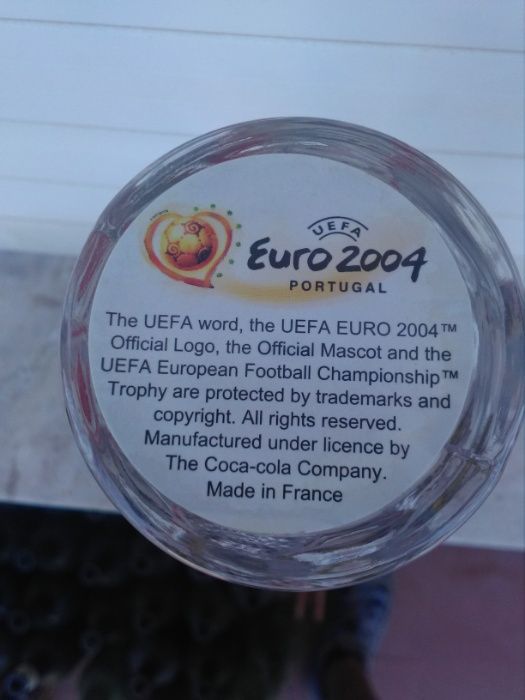 UEFA
Euro 2004
PORTUGAL
The UEFA word, the UEFA EURO 2004™
Official Logo, the Official Mascot and the
UEFA European Football Championship™
Trophy are protected by trademarks and
copyright. All rights reserved.
Manufactured under licence by
The Coca-cola Company.
Made in France